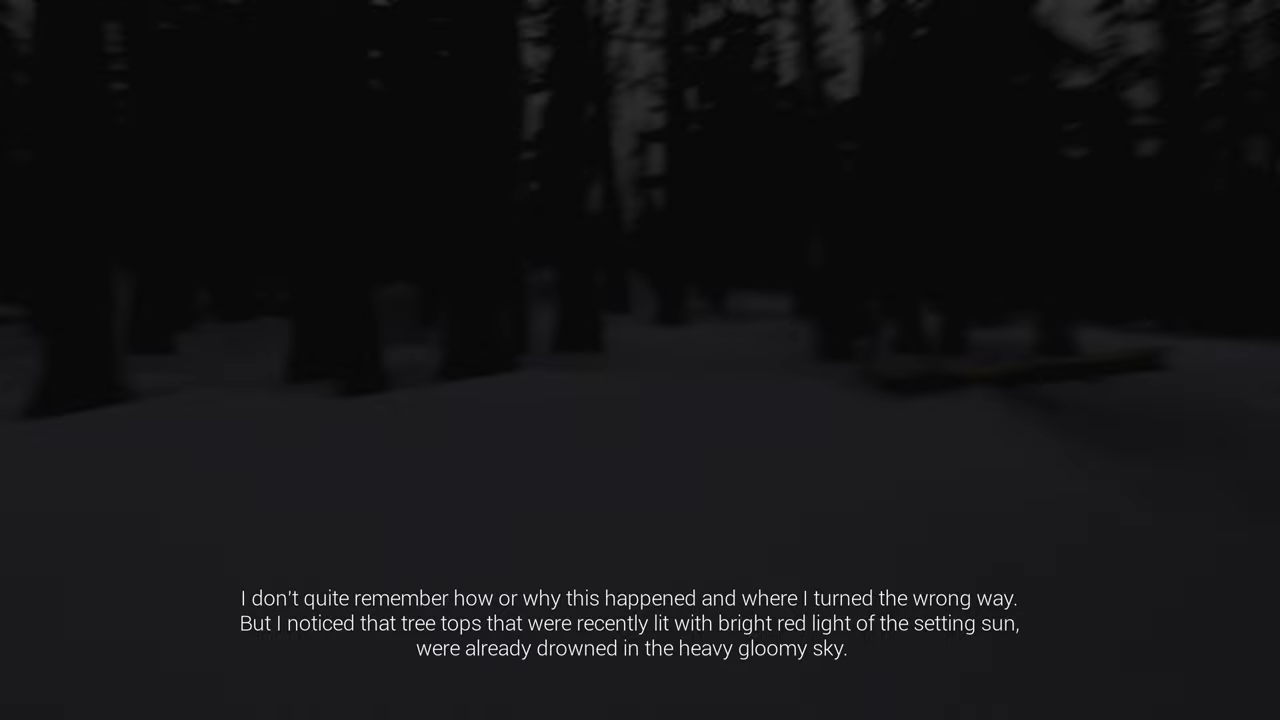 I don't quite remember how or why this happened and where I turned the wrong way.
But I noticed that tree tops that were recently lit with bright red light of the setting sun,
were already drowned in the heavy gloomy sky.